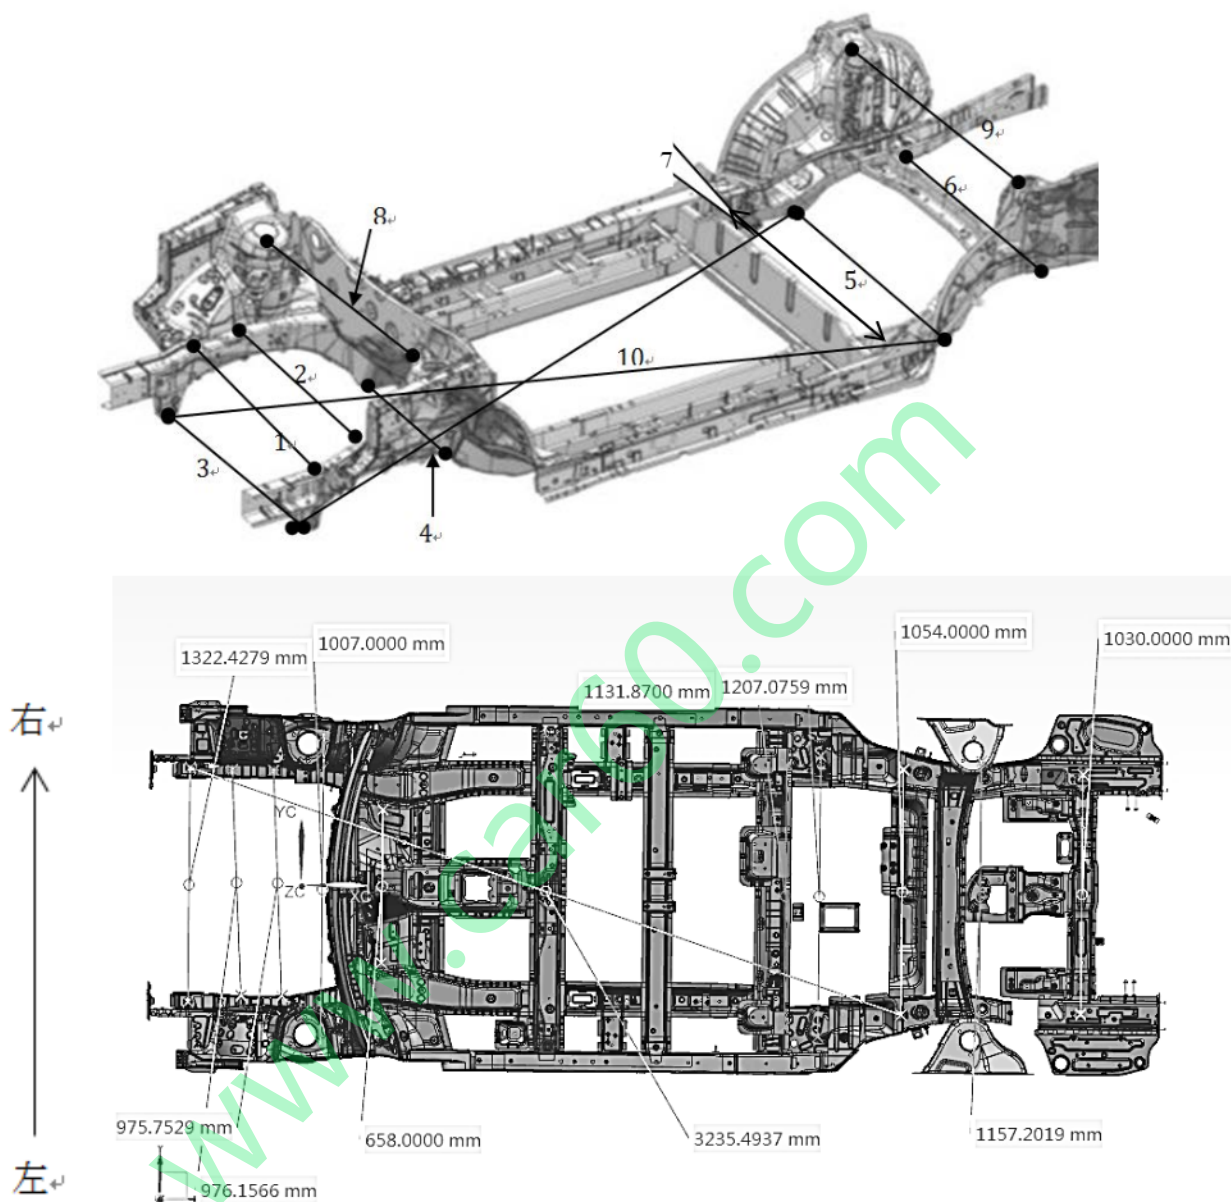 9
7
6
8
5
10
2
1
3
4
1054.0000 mm
1007.0000 mm
1030.0000 mm
1322.4279 mm
1131.8700 mm
1207.0759 mm
右
YC
ZC
XC
975.7529 mm
658.0000 mm
3235.4937 mm
1157.2019 mm
左
976.1566 mm
www.car60.com